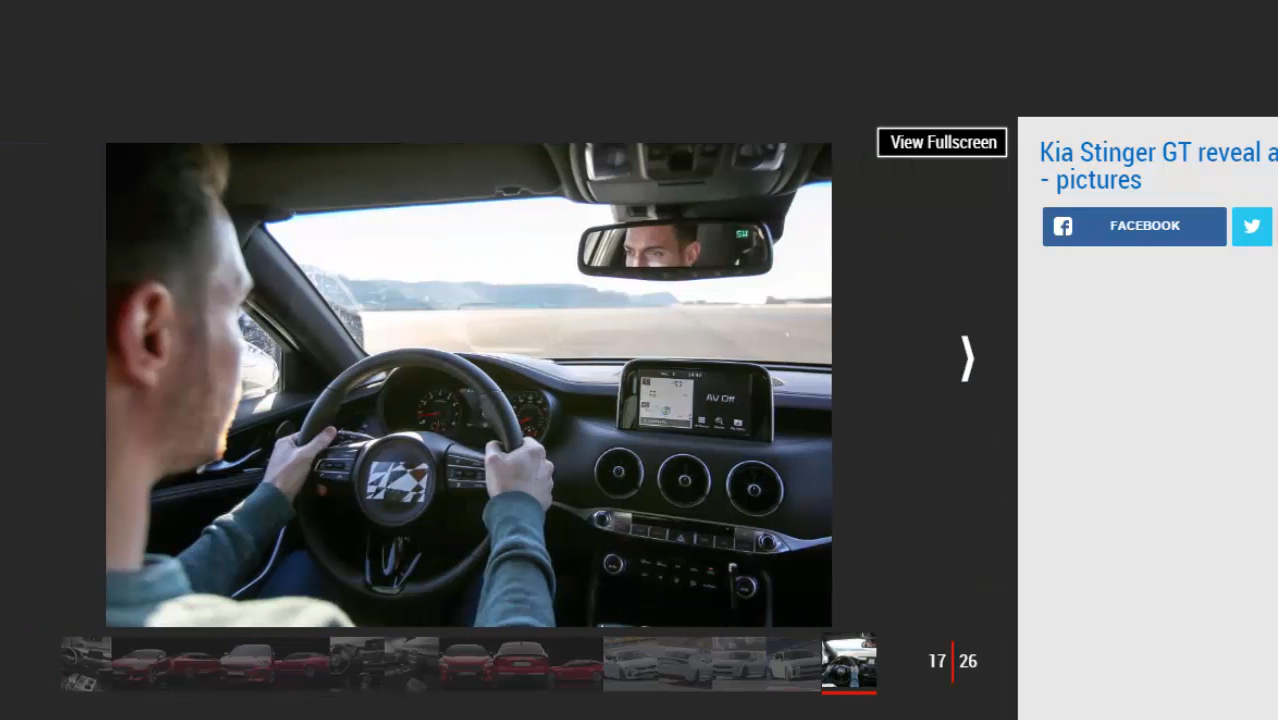 View Fullscreen
Kia Stinger GT reveal a
- pictures
FACEBOOK
AV Off
17 26